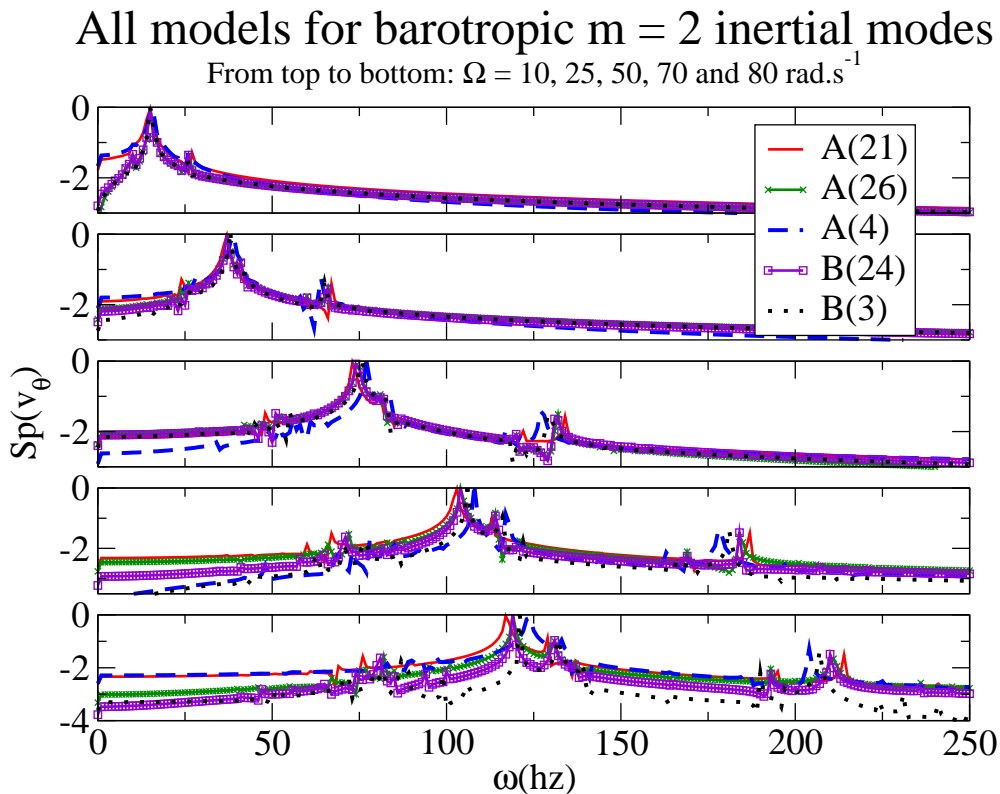 All models for barotropic m = 2 inertial modes
From top to bottom: Ω = 10, 25, 50, 70 and 80 rad.s⁻¹
0
-2
A(21)
A(26)
A(4)
B(24)
B(3)
0
-2
0
-2
0
-2
0
-2
-4
Sp(v_θ)
0 50 100 150 200 250
ω(hz)